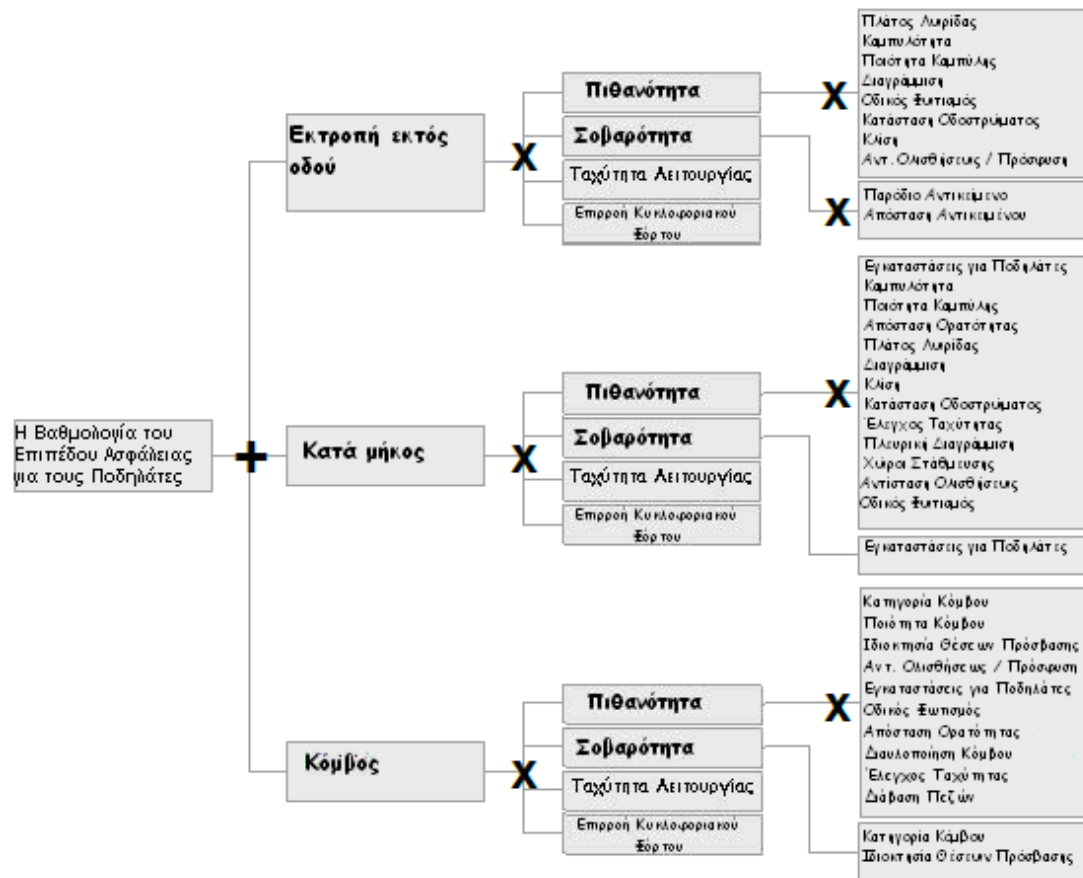 Η Βαθμολογία του
Επιπέδου Ασφάλειας
για τους Ποδηλάτες
+
Εκτροπή εκτός
οδού
X
Πιθανότητα
Σοβαρότητα
Ταχύτητα Λειτουργίας
Επιρροή Κυκλοφοριακού
Φόρτου
X
Πλάτος Λωρίδας
Καμπυλότητα
Ποιότητα Καμπύλης
Διαγράμμιση
Οδικός Φωτισμός
Κατάσταση Οδοστρώματος
Κλίση
Αντ. Ολισθήσεως / Πρόσφυση
X
Παρόδιο Αντικείμενο
Απόσταση Αντικειμένου
Κατά μήκος
X
Πιθανότητα
Σοβαρότητα
Ταχύτητα Λειτουργίας
Επιρροή Κυκλοφοριακού
Φόρτου
X
Εγκαταστάσεις για Ποδηλάτες
Καμπυλότητα
Ποιότητα Καμπύλης
Απόσταση Ορατότητας
Πλάτος Λωρίδας
Διαγράμμιση
Κλίση
Κατάσταση Οδοστρώματος
Έλεγχος Ταχύτητας
Πλευρική Διαγράμμιση
Χώροι Στάθμευσης
Αντίσταση Ολισθήσεως
Οδικός Φωτισμός
Εγκαταστάσεις για Ποδηλάτες
Κόμβος
X
Πιθανότητα
Σοβαρότητα
Ταχύτητα Λειτουργίας
Επιρροή Κυκλοφοριακού
Φόρτου
X
Κατηγορία Κόμβου
Ποιότητα Κόμβου
Ιδιοκτησία Θέσεων Πρόσβασης
Αντ. Ολισθήσεως / Πρόσφυση
Εγκαταστάσεις για Ποδηλάτες
Οδικός Φωτισμός
Απόσταση Ορατότητας
Διαυλοποίηση Κόμβου
Έλεγχος Ταχύτητας
Διάβαση Πεζών
Κατηγορία Κόμβου
Ιδιοκτησία Θέσεων Πρόσβασης